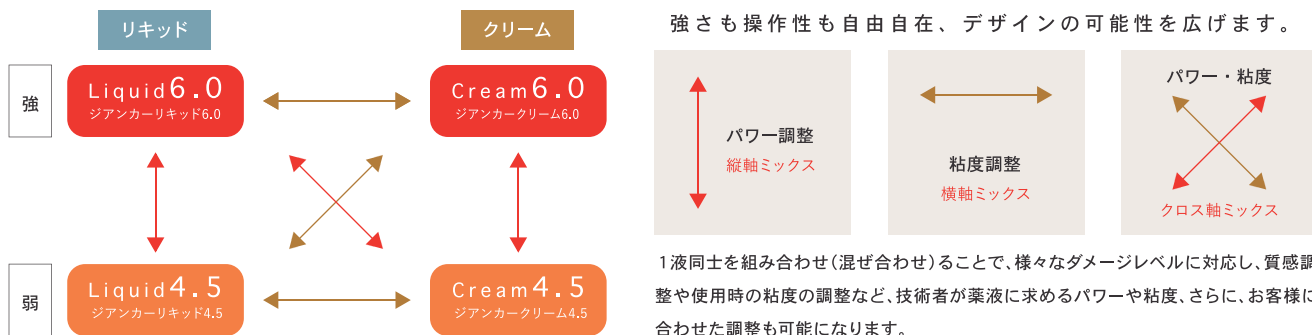 リキッド
クリーム
強
Liquid6.0
ジアンカーリキッド6.0
Cream6.0
ジアンカークリーム6.0
弱
Liquid4.5
ジアンカーリキッド4.5
Cream4.5
ジアンカークリーム4.5
強さも操作性も自由自在、デザインの可能性を広げます。
パワー調整
縦軸ミックス
粘度調整
横軸ミックス
パワー・粘度
クロス軸ミックス
1液同士を組み合わせ(混ぜ合わせ)ることで、様々なダメージレベルに対応し、質感調
整や使用時の粘度の調整など、技術者が薬液に求めるパワーや粘度、さらに、お客様に
合わせた調整も可能になります。